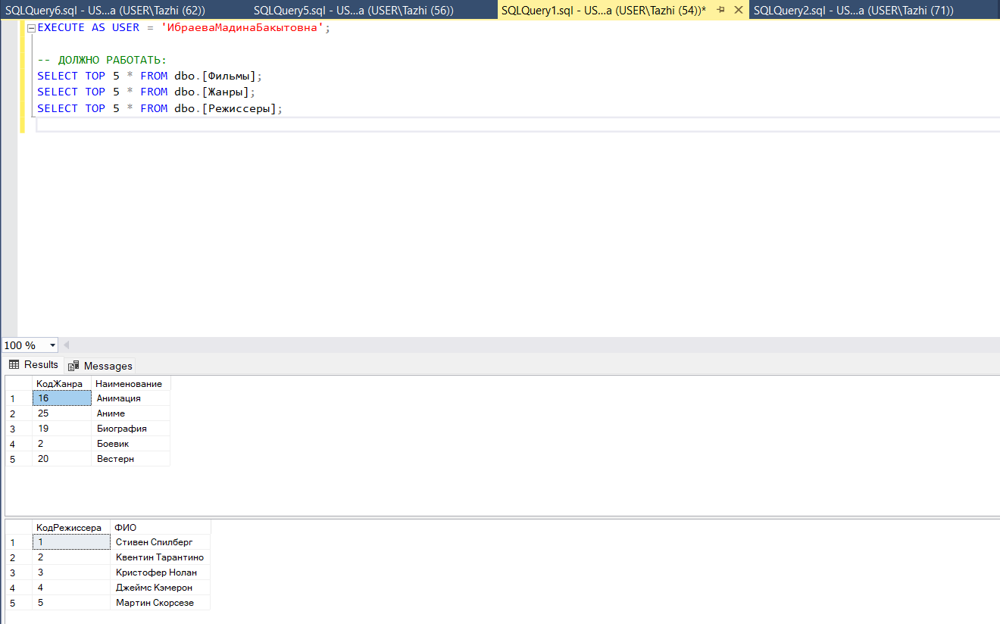 SQLQuery6.sql - US...a (USER\Tazhi (62))
SQLQuery5.sql - US...a (USER\Tazhi (56))
SQLQuery1.sql - US...a (USER\Tazhi (54))*
SQLQuery2.sql - US...a (USER\Tazhi (71))
EXECUTE AS USER = 'ИбраеваМадинаБакытовна';
-- ДОЛЖНО РАБОТАТЬ:
SELECT TOP 5 * FROM dbo.[Фильмы];
SELECT TOP 5 * FROM dbo.[Жанры];
SELECT TOP 5 * FROM dbo.[Режиссеры];
100 %
Results Messages
КодЖанра Наименование
1 16 Анимация
2 25 Аниме
3 19 Биография
4 2 Боевик
5 20 Вестерн
КодРежиссера ФИО
1 1 Стивен Спилберг
2 2 Квентин Тарантино
3 3 Кристофер Нолан
4 4 Джеймс Кэмерон
5 5 Мартин Скорсезе